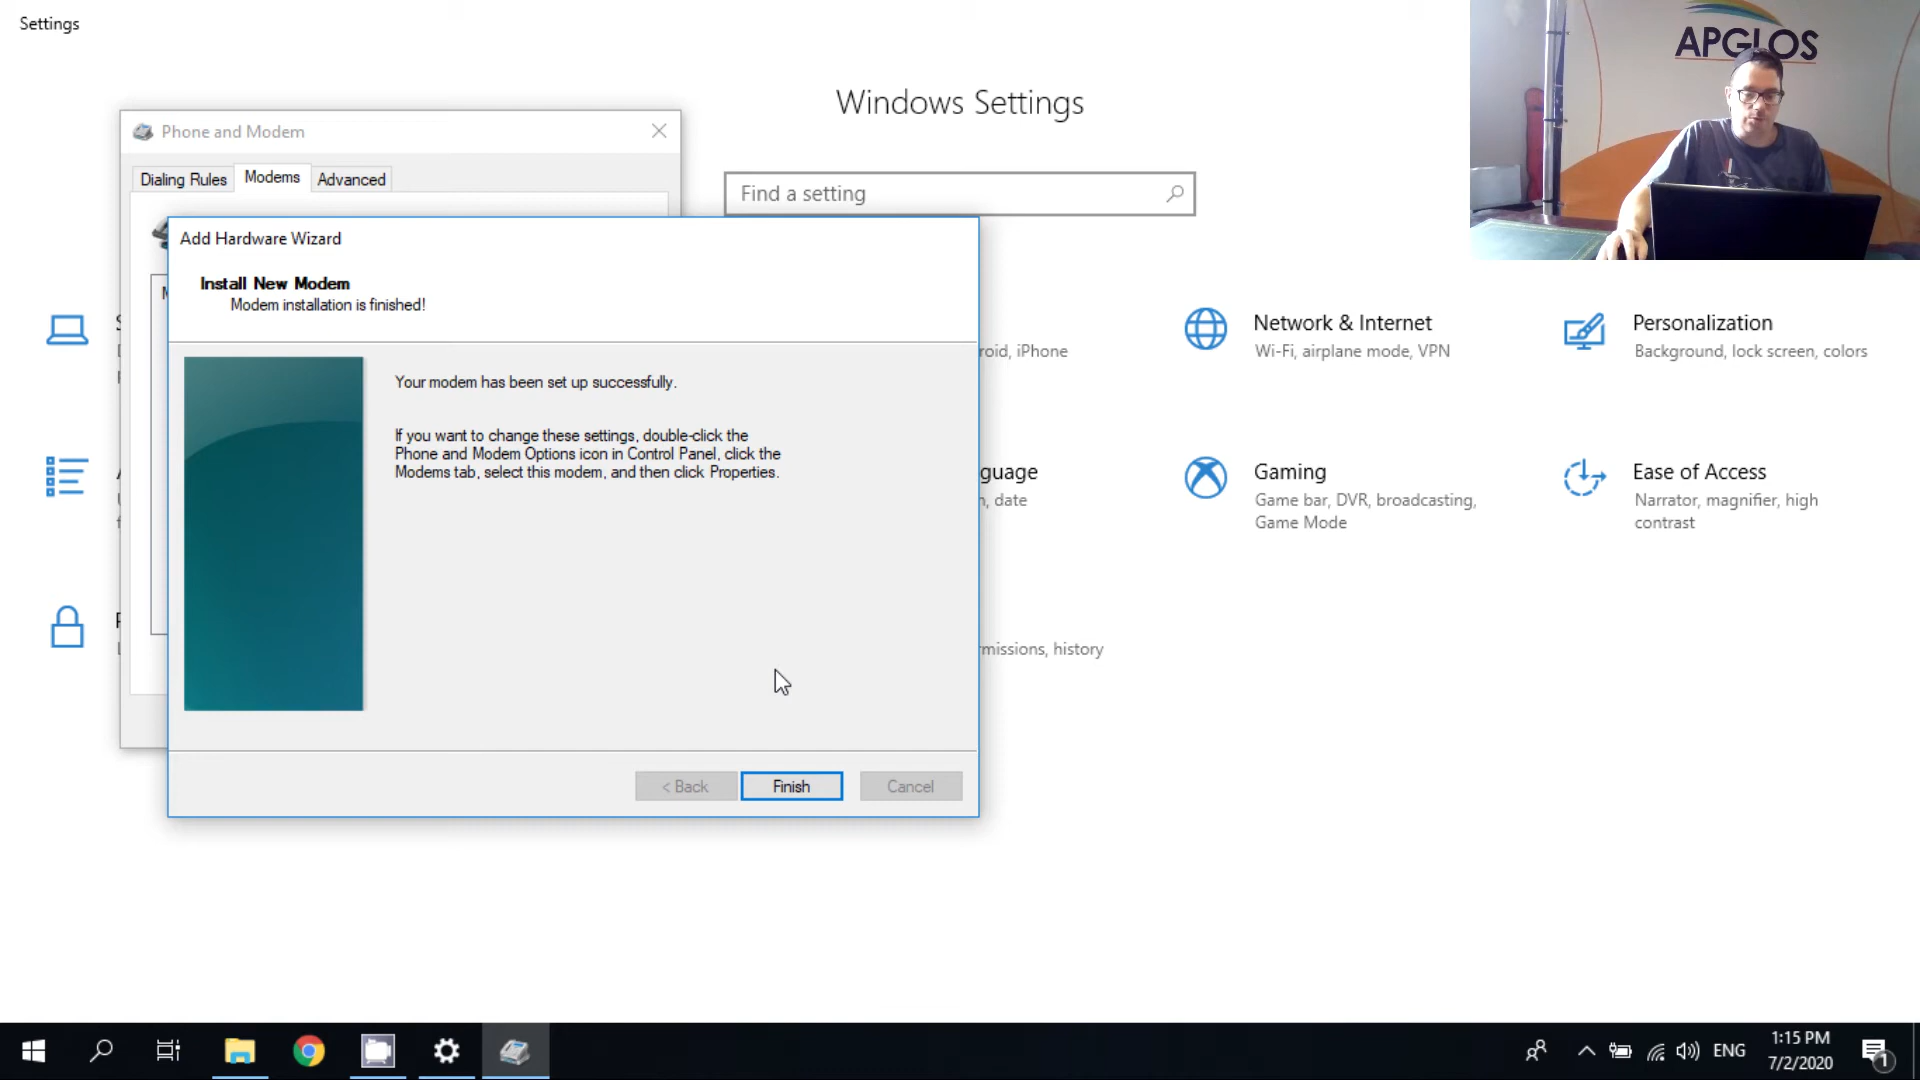 Settings
APGLOS
Windows Settings
Phone and Modem
Dialing Rules
Modems
Advanced
Find a setting
Add Hardware Wizard
Install New Modem
Modem installation is finished!
Your modem has been set up successfully.
If you want to change these settings, double-click the
Phone and Modem Options icon in Control Panel, click the
Modems tab, select this modem, and then click Properties.
< Back
Finish
Cancel
iPhone
Network & Internet
Wi-Fi, airplane mode, VPN
Personalization
Background, lock screen, colors
date
Gaming
Game bar, DVR, broadcasting,
Game Mode
Ease of Access
Narrator, magnifier, high
contrast
history
ENG
1:15 PM
7/2/2020
1